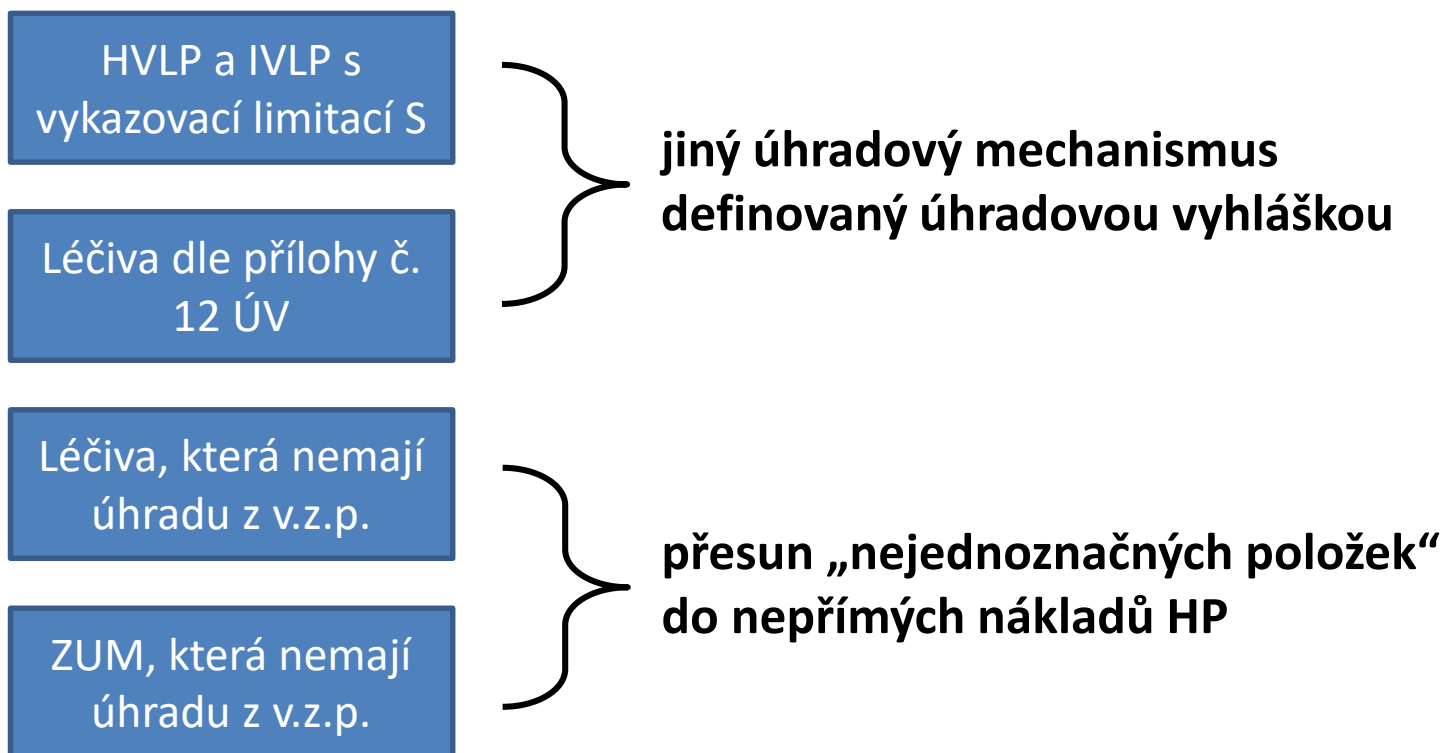 HVLP a IVLP s
vykazovací limitací S
jiný úhradový mechanismus
definovaný úhradovou vyhláškou
Léčiva dle přílohy č.
12 ÚV
Léčiva, která nemají
úhradu z v.z.p.
přesun „nejednoznačných položek“
do nepřímých nákladů HP
ZUM, která nemají
úhradu z v.z.p.